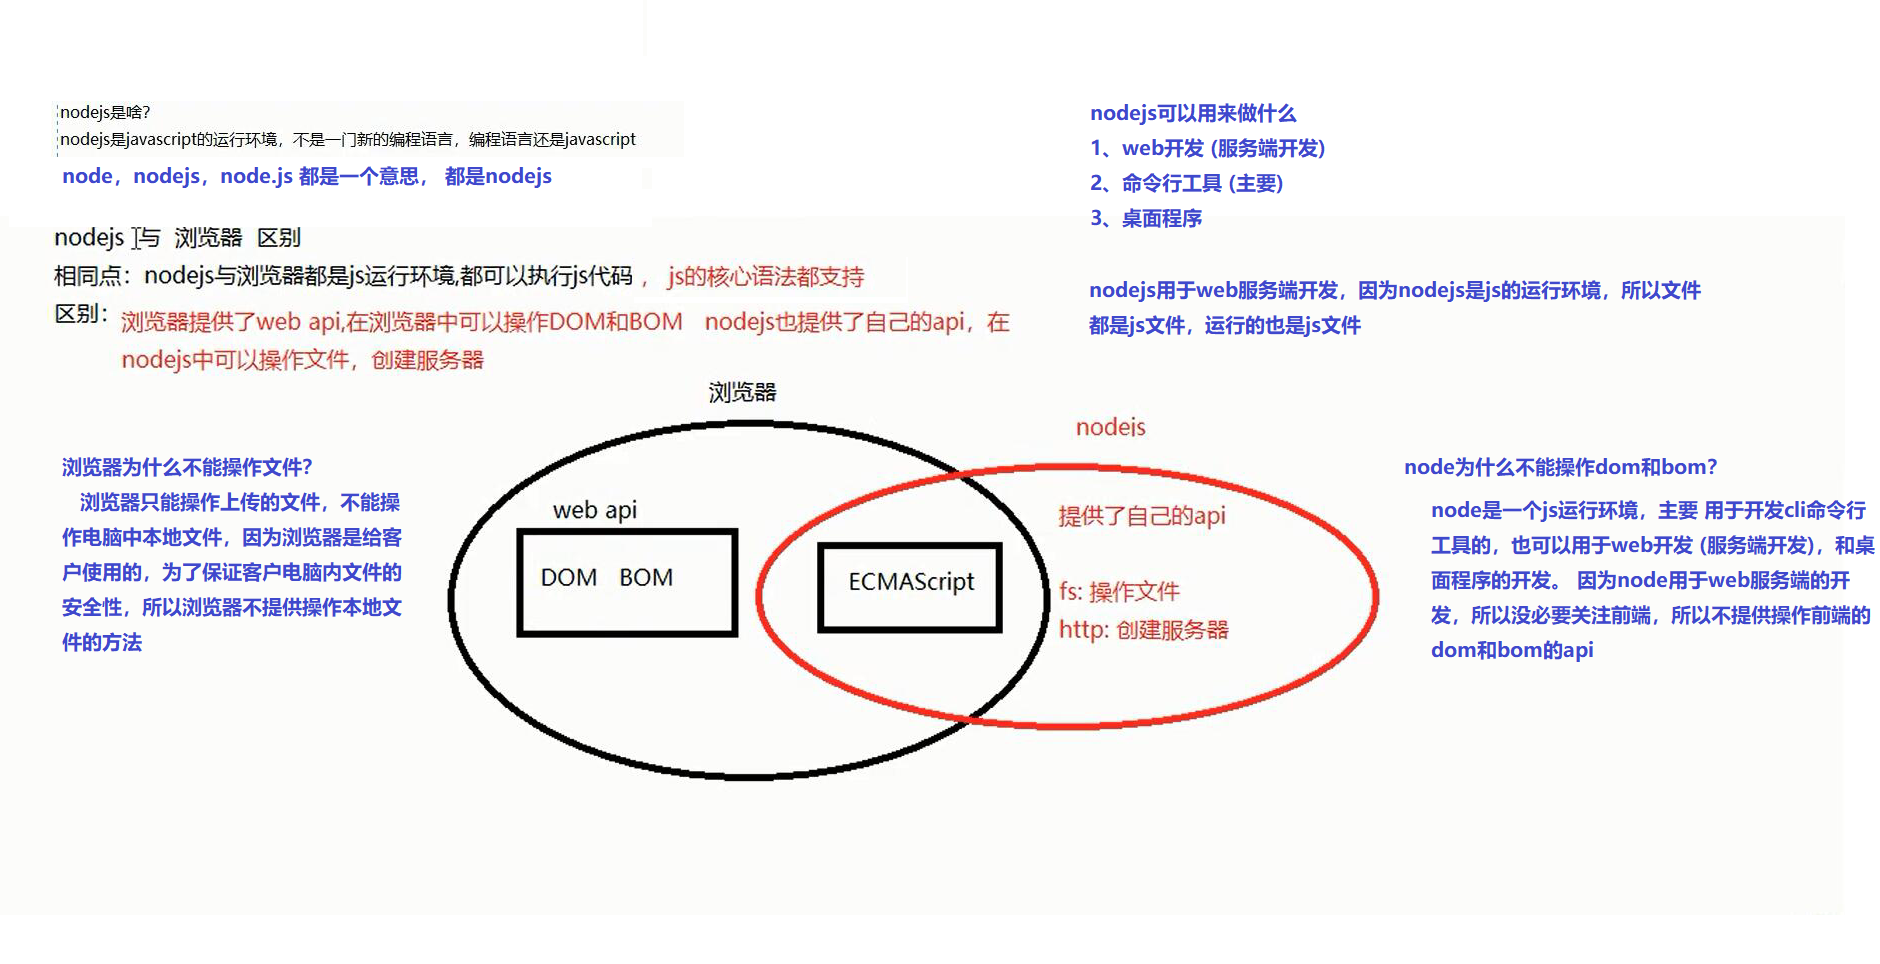 nodejs是啥?
nodejs是javascript的运行环境，不是一门新的编程语言，编程语言还是javascript
node，nodejs，node.js 都是一个意思， 都是nodejs
nodejs 与 浏览器 区别
相同点：nodejs与浏览器都是js运行环境,都可以执行js代码 ， js的核心语法都支持
区别：
浏览器提供了web api,在浏览器中可以操作DOM和BOM nodejs也提供了自己的api，在
nodejs中可以操作文件，创建服务器
nodejs可以用来做什么
1、web开发 (服务端开发)
2、命令行工具 (主要)
3、桌面程序
nodejs用于web服务端开发，因为nodejs是js的运行环境，所以文件
都是js文件，运行的也是js文件
浏览器为什么不能操作文件?
浏览器只能操作上传的文件，不能操
作电脑中本地文件，因为浏览器是给客
户使用的，为了保证客户电脑内文件的
安全性，所以浏览器不提供操作本地文
件的方法
浏览器
web api
DOM BOM
ECMAScript
nodejs
提供了自己的api
fs: 操作文件
http: 创建服务器
node为什么不能操作dom和bom?
node是一个js运行环境，主要 用于开发cli命令行
工具的，也可以用于web开发 (服务端开发)，和桌
面程序的开发。 因为node用于web服务端的开
发，所以没必要关注前端，所以不提供操作前端的
dom和bom的api